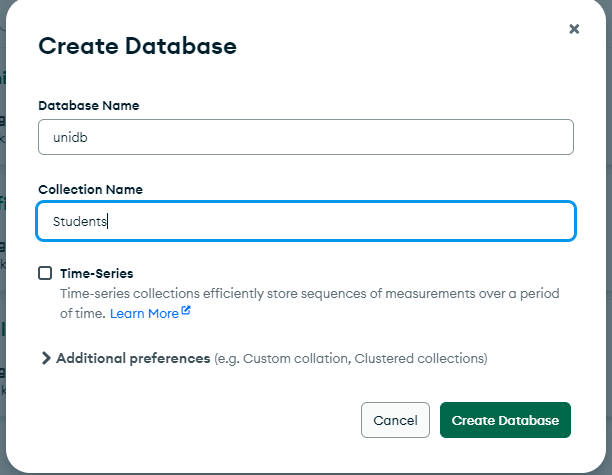 Create Database
Database Name
unidb
Collection Name
Students
Time-Series
Time-series collections efficiently store sequences of measurements over a period
of time. Learn More
Additional preferences (e.g. Custom collation, Clustered collections)
Cancel
Create Database